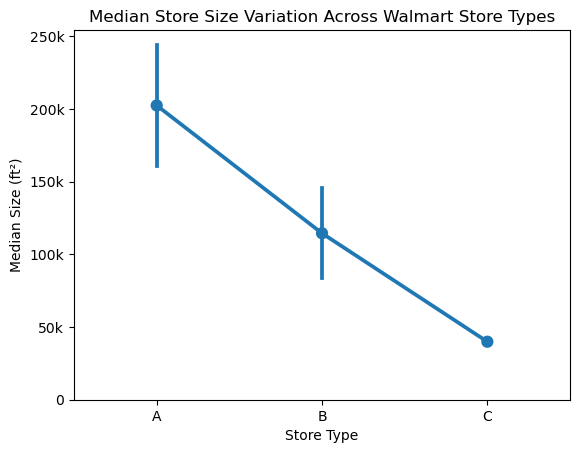 Median Store Size Variation Across Walmart Store Types
250k
200k
150k
100k
50k
0
Median Size (ft²)
A B C
Store Type